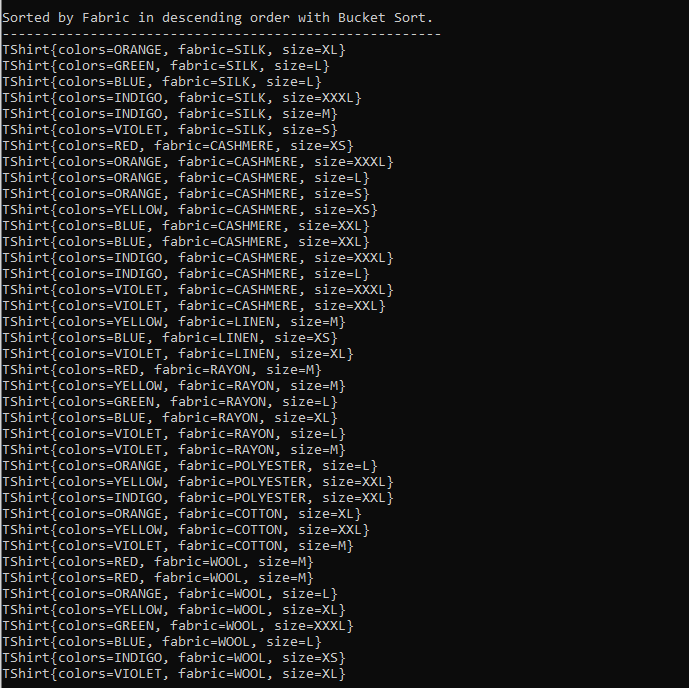 Sorted by Fabric in descending order with Bucket Sort.
-------------------------------------------------------
TShirt{colors=ORANGE, fabric=SILK, size=XL}
TShirt{colors=GREEN, fabric=SILK, size=L}
TShirt{colors=BLUE, fabric=SILK, size=L}
TShirt{colors=INDIGO, fabric=SILK, size=XXXL}
TShirt{colors=INDIGO, fabric=SILK, size=M}
TShirt{colors=VIOLET, fabric=SILK, size=S}
TShirt{colors=RED, fabric=CASHMERE, size=XS}
TShirt{colors=ORANGE, fabric=CASHMERE, size=XXXL}
TShirt{colors=ORANGE, fabric=CASHMERE, size=L}
TShirt{colors=ORANGE, fabric=CASHMERE, size=S}
TShirt{colors=YELLOW, fabric=CASHMERE, size=XS}
TShirt{colors=BLUE, fabric=CASHMERE, size=XXL}
TShirt{colors=BLUE, fabric=CASHMERE, size=XXL}
TShirt{colors=INDIGO, fabric=CASHMERE, size=XXXL}
TShirt{colors=INDIGO, fabric=CASHMERE, size=L}
TShirt{colors=VIOLET, fabric=CASHMERE, size=XXXL}
TShirt{colors=VIOLET, fabric=CASHMERE, size=XXL}
TShirt{colors=YELLOW, fabric=LINEN, size=M}
TShirt{colors=BLUE, fabric=LINEN, size=XS}
TShirt{colors=VIOLET, fabric=LINEN, size=XL}
TShirt{colors=RED, fabric=RAYON, size=M}
TShirt{colors=YELLOW, fabric=RAYON, size=M}
TShirt{colors=GREEN, fabric=RAYON, size=L}
TShirt{colors=BLUE, fabric=RAYON, size=XL}
TShirt{colors=VIOLET, fabric=RAYON, size=L}
TShirt{colors=VIOLET, fabric=RAYON, size=M}
TShirt{colors=ORANGE, fabric=POLYESTER, size=L}
TShirt{colors=YELLOW, fabric=POLYESTER, size=XXL}
TShirt{colors=INDIGO, fabric=POLYESTER, size=XXL}
TShirt{colors=ORANGE, fabric=COTTON, size=XL}
TShirt{colors=YELLOW, fabric=COTTON, size=XXL}
TShirt{colors=VIOLET, fabric=COTTON, size=M}
TShirt{colors=RED, fabric=WOOL, size=M}
TShirt{colors=RED, fabric=WOOL, size=M}
TShirt{colors=ORANGE, fabric=WOOL, size=L}
TShirt{colors=YELLOW, fabric=WOOL, size=XL}
TShirt{colors=GREEN, fabric=WOOL, size=XXXL}
TShirt{colors=BLUE, fabric=WOOL, size=L}
TShirt{colors=INDIGO, fabric=WOOL, size=XS}
TShirt{colors=VIOLET, fabric=WOOL, size=XL}